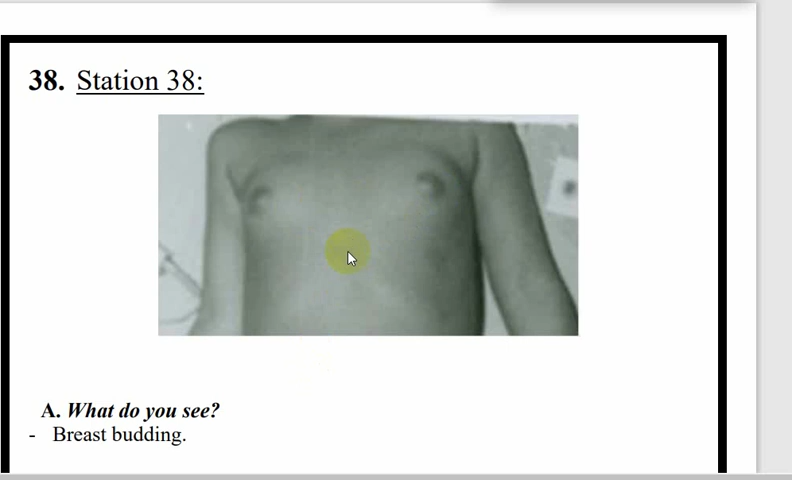 38. Station 38:
A. What do you see?
- Breast budding.